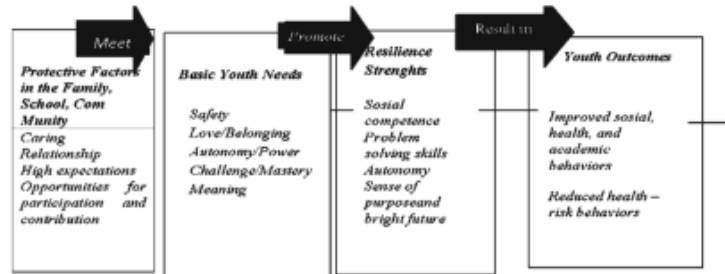 Meet
Promote
Result in
Protective Factors
in the Family,
School, Com
Munity
Caring
Relationship
High expectations
Opportunities for
participation and
contribution
Basic Youth Needs
Safety
Love/Belonging
Autonomy/Power
Challenge/Mastery
Meaning
Resilience
Strenghts
Sosial
competence
Problem
solving skills
Autonomy
Sense of
purposeand
bright future
Youth Outcomes
Improved sosial,
health, and
academic
behaviors
Reduced health –
risk behaviors